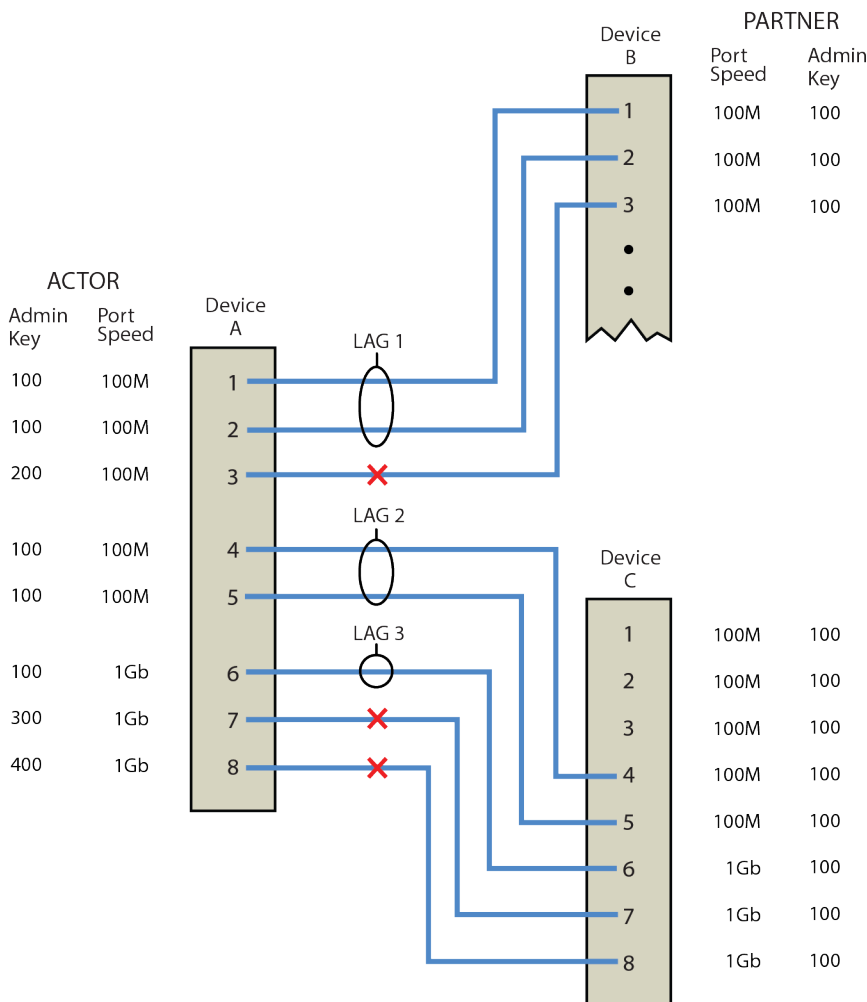 PARTNER
Device
B
Port
Speed
Admin
Key
1 100M 100
2 100M 100
3 100M 100
ACTOR
Admin
Key
Port
Speed
Device
A
LAG 1
100 100M 1
100 100M 2
200 100M 3
LAG 2
100 100M 4
100 100M 5
LAG 3
100 1Gb 6
300 1Gb 7
400 1Gb 8
Device
C
1 100M 100
2 100M 100
3 100M 100
4 100M 100
5 100M 100
6 1Gb 100
7 1Gb 100
8 1Gb 100